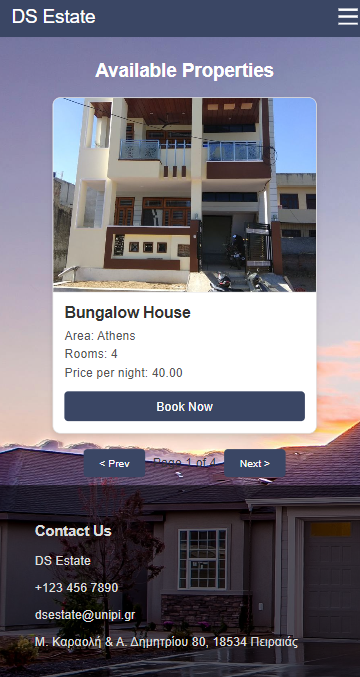 DS Estate
Available Properties
Bungalow House
Area: Athens
Rooms: 4
Price per night: 40.00
Book Now
< Prev Page 1 of 4 Next >
Contact Us
DS Estate
+123 456 7890
dsestate@unipi.gr
Μ. Καραολή & Α. Δημητρίου 80, 18534 Πειραιάς